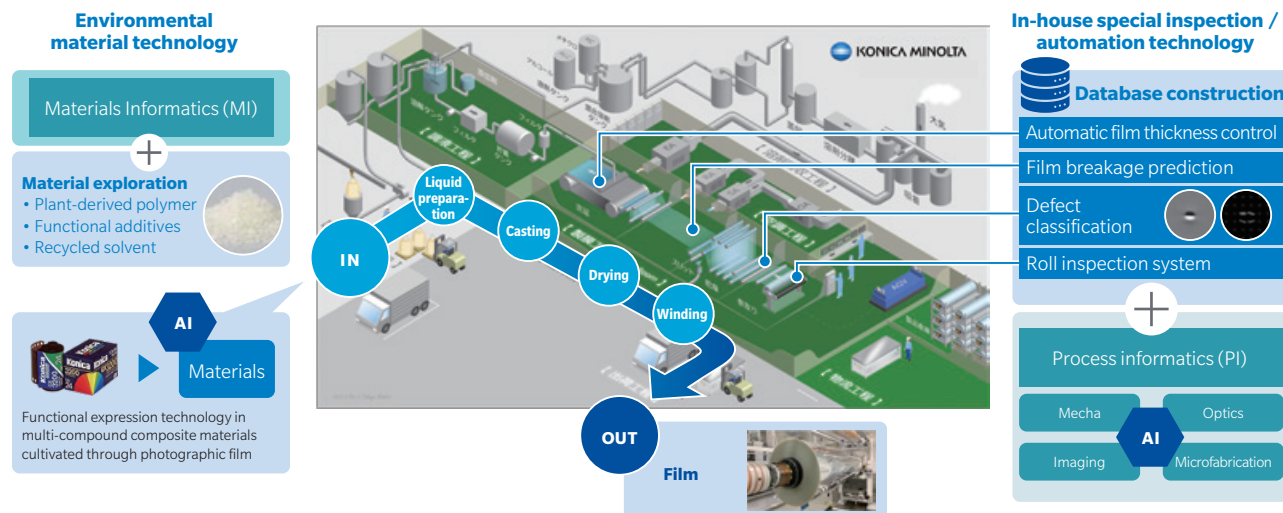 Environmental
material technology
Materials Informatics (MI)
+
Material exploration
• Plant-derived polymer
• Functional additives
• Recycled solvent
AI
Materials
Konica
Functional expression technology in
multi-compound composite materials
cultivated through photographic film
KONICA MINOLTA
IN
Liquid
prepara-
tion
Casting
Drying
Winding
OUT
Film
AGV
In-house special inspection /
automation technology
Database construction
Automatic film thickness control
Film breakage prediction
Defect
classification
Roll inspection system
+
Process informatics (PI)
Mecha
Optics
AI
Imaging
Microfabrication